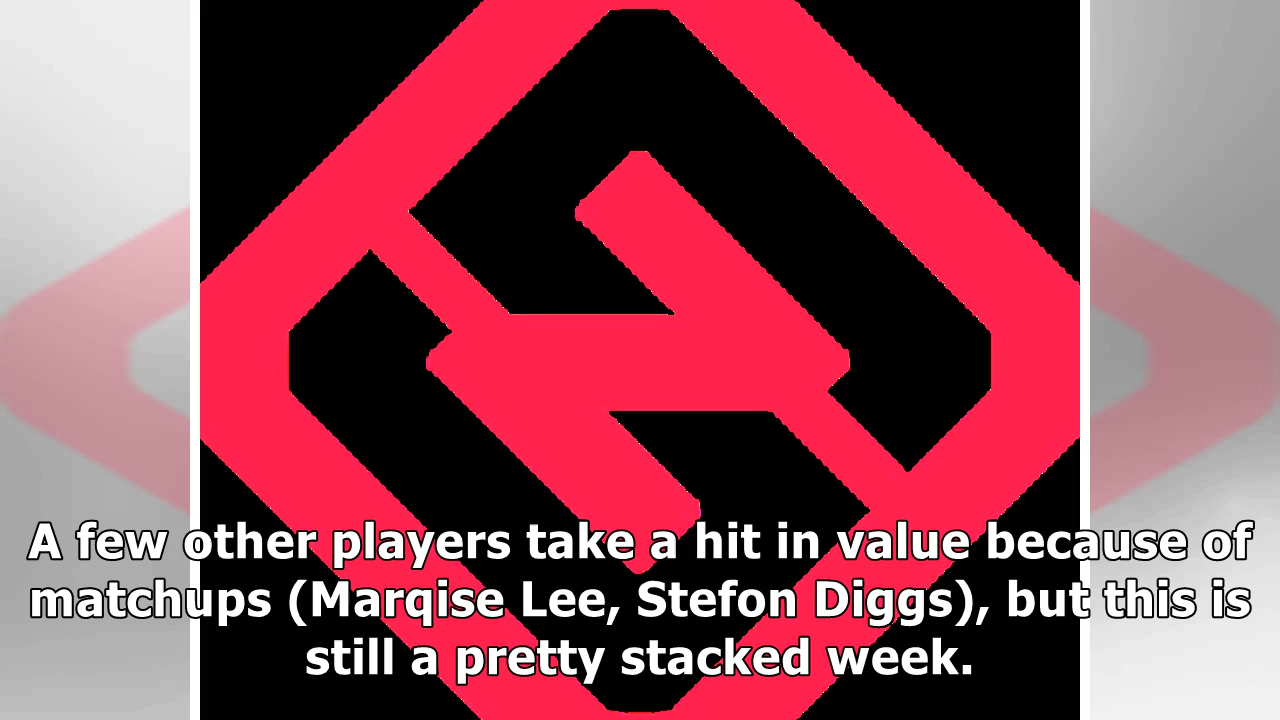 A few other players take a hit in value because of
matchups (Marqise Lee, Stefon Diggs), but this is
still a pretty stacked week.